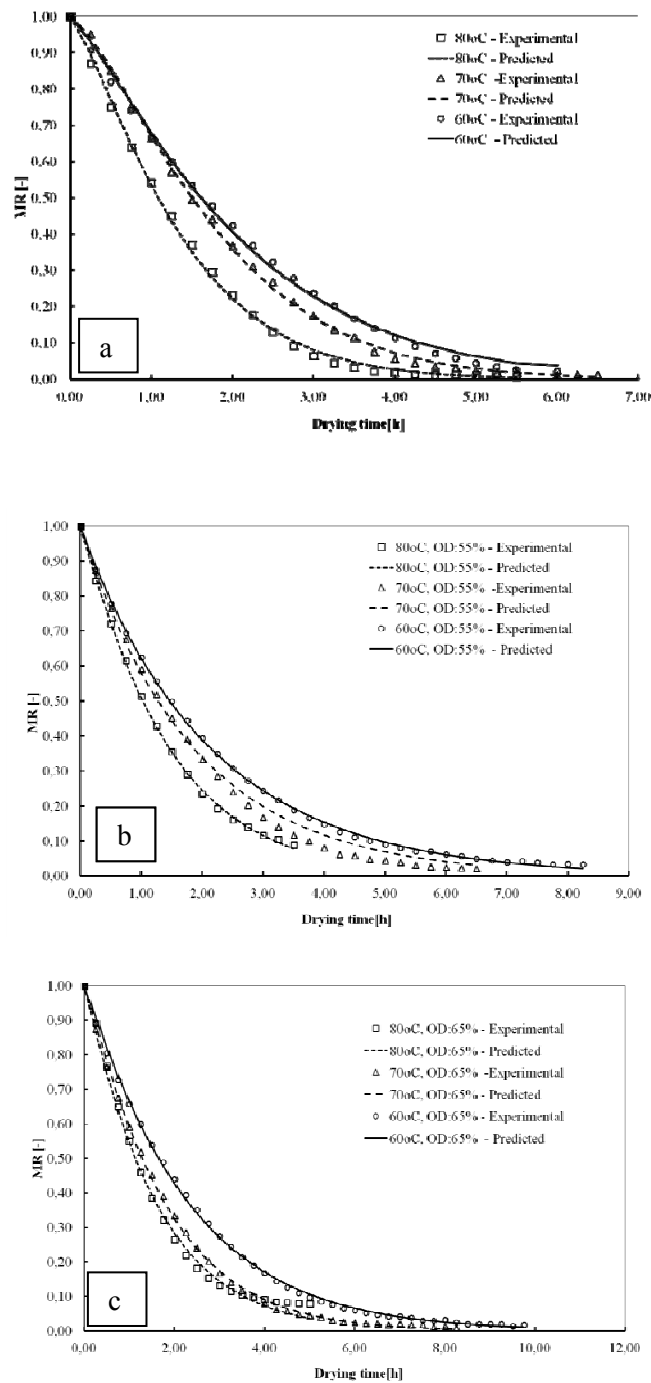 1,00
0,90
0,80
0,70
0,60
0,50
0,40
0,30
0,20
0,10
0,00
MR [-]
80oC - Experimental
80oC - Predicted
70oC -Experimental
70oC - Predicted
60oC - Experimental
60oC - Predicted
a
0,00 1,00 2,00 3,00 4,00 5,00 6,00 7,00
Drying time[h]
1,00
0,90
0,80
0,70
0,60
0,50
0,40
0,30
0,20
0,10
0,00
MR [-]
80oC, OD:55% - Experimental
80oC, OD:55% - Predicted
70oC, OD:55% -Experimental
70oC, OD:55% - Predicted
60oC, OD:55% - Experimental
60oC, OD:55% - Predicted
b
0,00 1,00 2,00 3,00 4,00 5,00 6,00 7,00 8,00 9,00
Drying time[h]
1,00
0,90
0,80
0,70
0,60
0,50
0,40
0,30
0,20
0,10
0,00
MR [-]
80oC, OD:65% - Experimental
80oC, OD:65% - Predicted
70oC, OD:65% -Experimental
70oC, OD:65% - Predicted
60oC, OD:65% - Experimental
60oC, OD:65% - Predicted
c
0,00 2,00 4,00 6,00 8,00 10,00 12,00
Drying time[h]